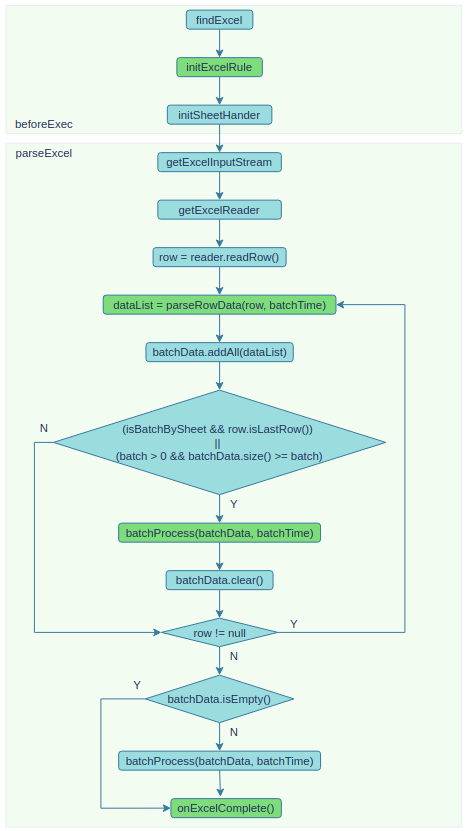 findExcel
initExcelRule
initSheetHander
beforeExec
parseExcel
getExcelInputStream
getExcelReader
row = reader.readRow()
dataList = parseRowData(row, batchTime)
batchData.addAll(dataList)
(isBatchBySheet && row.isLastRow())
||
(batch > 0 && batchData.size() >= batch)
N
Y
batchProcess(batchData, batchTime)
batchData.clear()
row != null
Y
N
batchData.isEmpty()
Y
N
batchProcess(batchData, batchTime)
onExcelComplete()